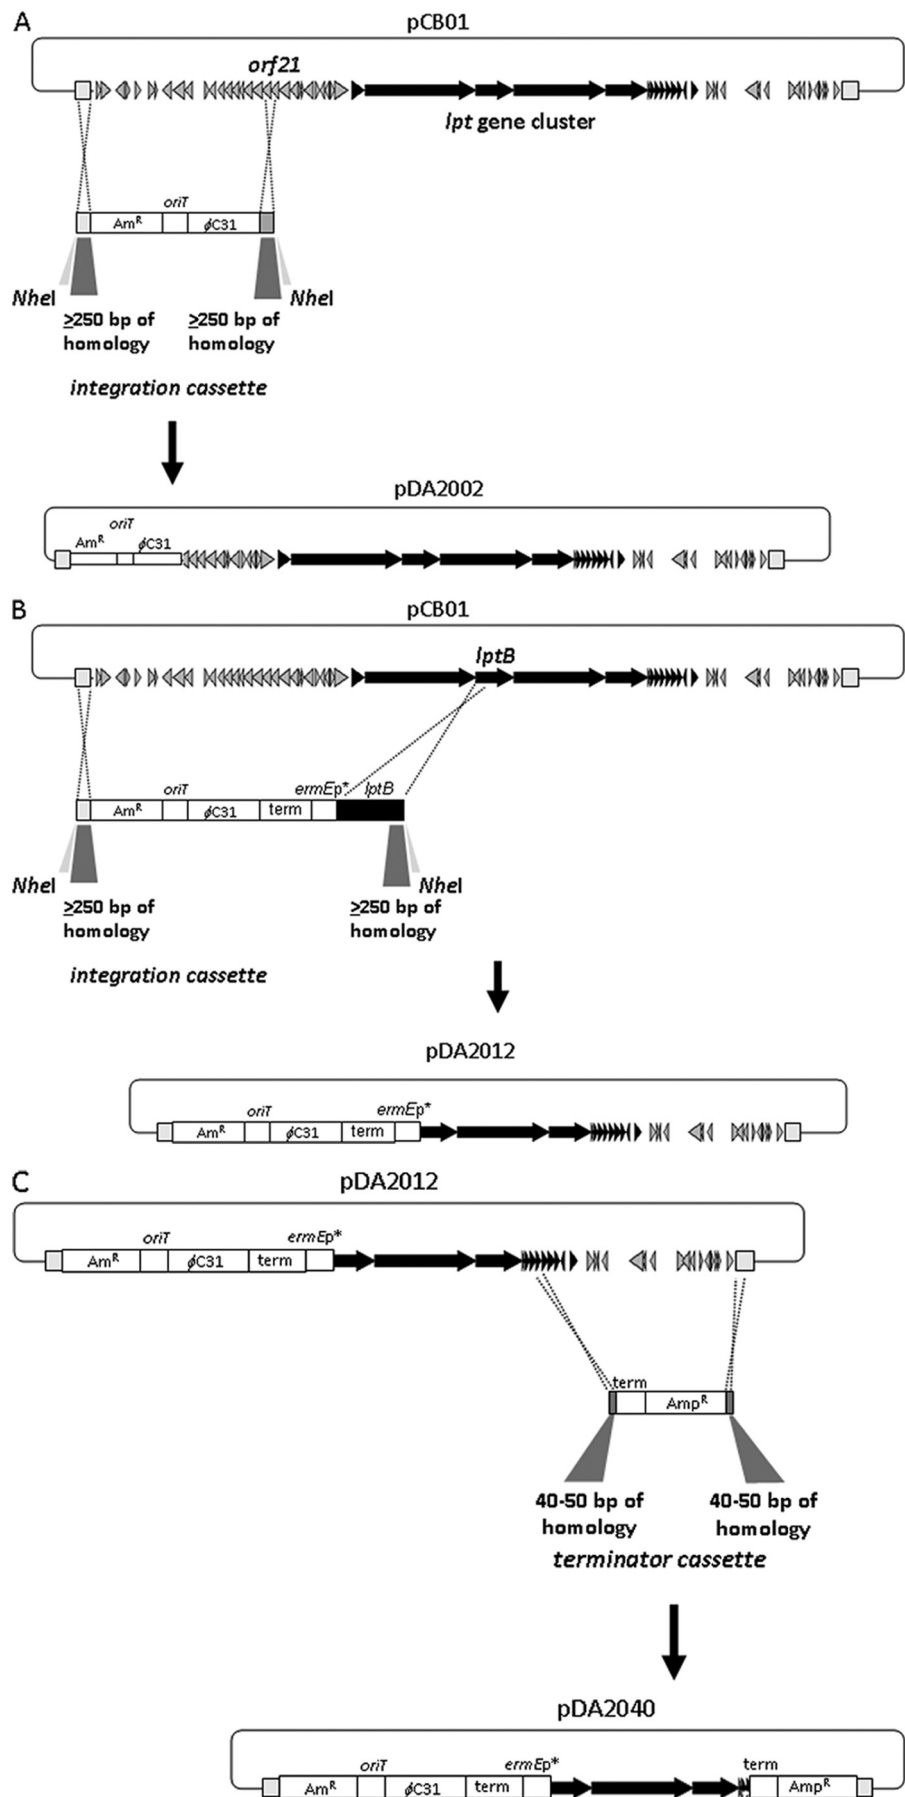 A
pCB01
orf21
lpt gene cluster
oriT
Amᴿ ϕC31
NheI NheI
≥250 bp of ≥250 bp of
homology homology
integration cassette
pDA2002
oriT
Amᴿ ϕC31
B
pCB01
lptB
oriT ermEp* lptB
Amᴿ ϕC31 term
NheI NheI
≥250 bp of ≥250 bp of
homology homology
integration cassette
pDA2012
oriT ermEp*
Amᴿ ϕC31 term
C
pDA2012
oriT ermEp*
Amᴿ ϕC31 term
term
Ampᴿ
40-50 bp of 40-50 bp of
homology homology
terminator cassette
pDA2040
oriT ermEp* term
Amᴿ ϕC31 term Ampᴿ